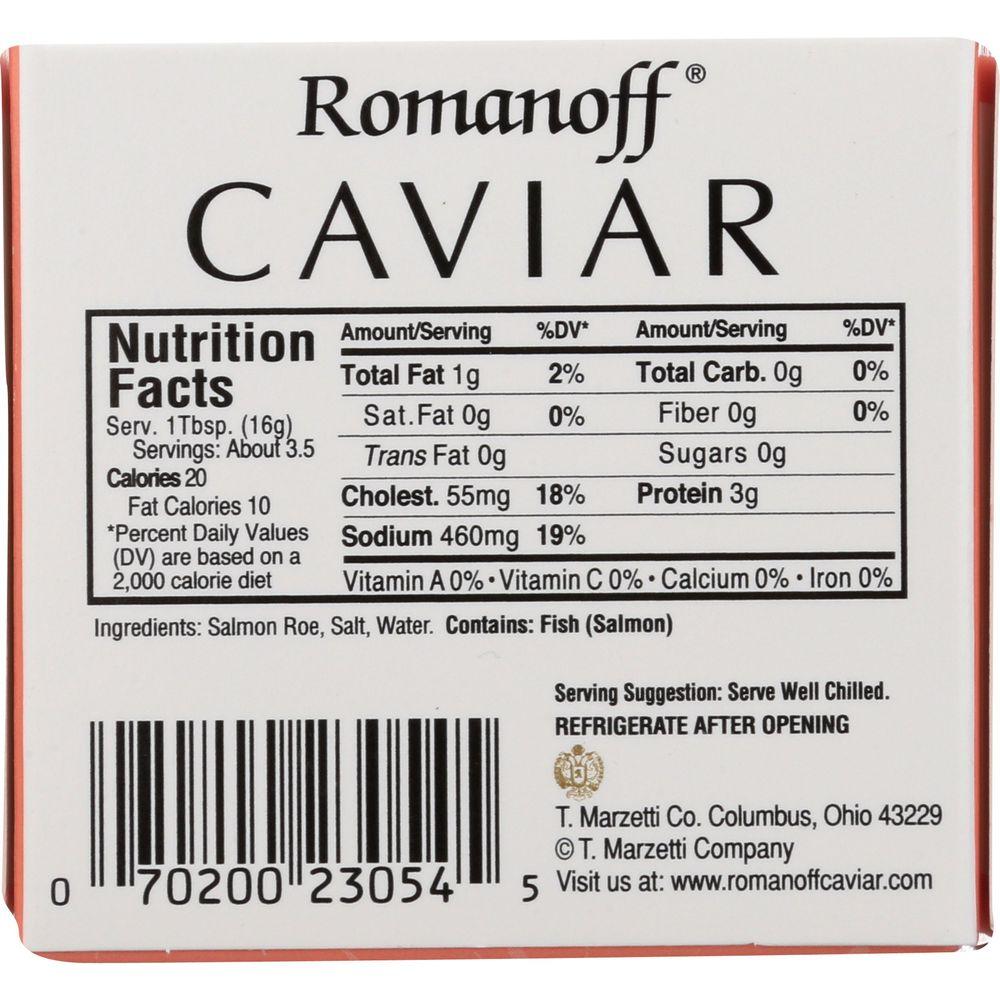 Romanoff®
CAVIAR
Nutrition
Facts
Serv. 1Tbsp. (16g)
Servings: About 3.5
Calories 20
Fat Calories 10
*Percent Daily Values
(DV) are based on a
2,000 calorie diet
Amount/Serving %DV* Amount/Serving %DV*
Total Fat 1g 2% Total Carb. 0g 0%
Sat.Fat 0g 0% Fiber 0g 0%
Trans Fat 0g Sugars 0g
Cholest. 55mg 18% Protein 3g
Sodium 460mg 19%
Vitamin A 0% • Vitamin C 0% • Calcium 0% • Iron 0%
Ingredients: Salmon Roe, Salt, Water. Contains: Fish (Salmon)
Serving Suggestion: Serve Well Chilled.
REFRIGERATE AFTER OPENING
T. Marzetti Co. Columbus, Ohio 43229
© T. Marzetti Company
Visit us at: www.romanoffcaviar.com
0 70200 23054 5